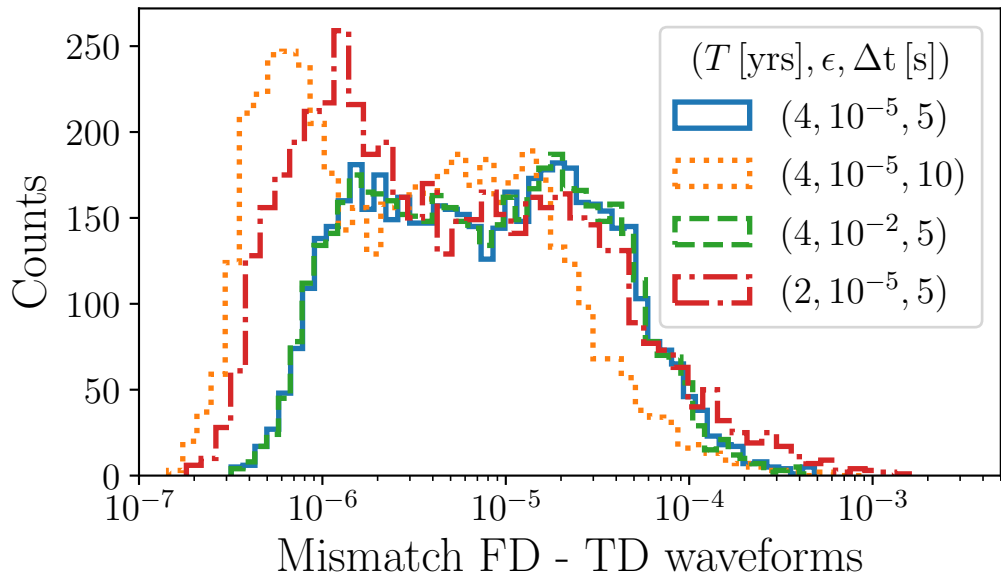 Counts
250
200
150
100
50
0
(T [yrs], ϵ, Δt [s])
(4, 10⁻⁵, 5)
(4, 10⁻⁵, 10)
(4, 10⁻², 5)
(2, 10⁻⁵, 5)
10⁻⁷ 10⁻⁶ 10⁻⁵ 10⁻⁴ 10⁻³
Mismatch FD - TD waveforms